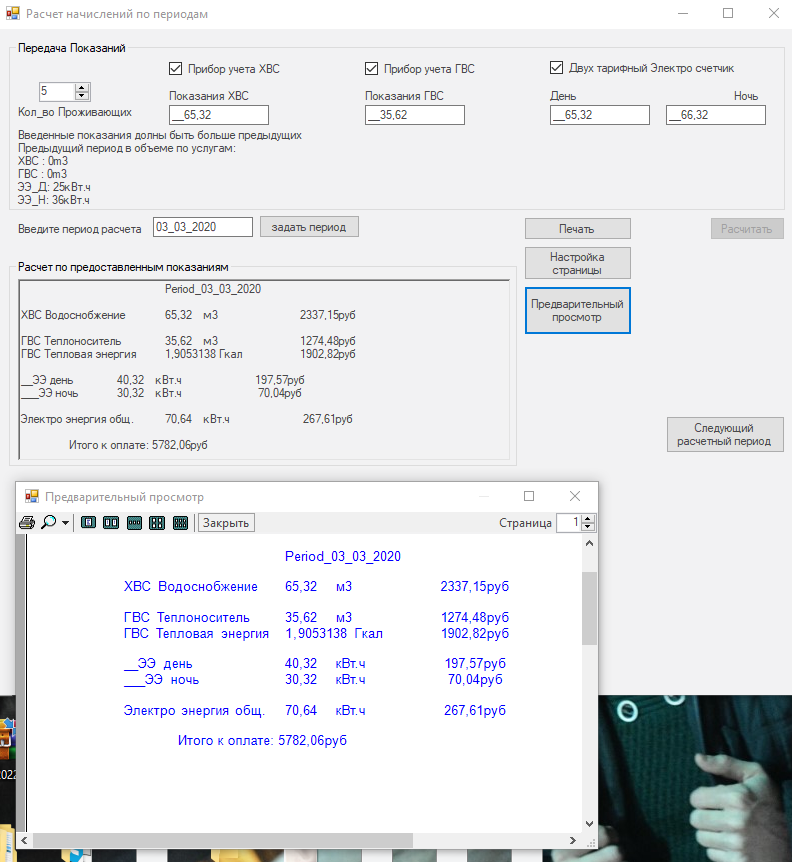 Расчет начислений по периодам
Передача Показаний
Прибор учета ХВС
Прибор учета ГВС
Двух тарифный Электро счетчик
5
Кол_во Проживающих
Показания ХВС
Показания ГВС
День
Ночь
__65,32
__35,62
__65,32
__66,32
Введенные показания долны быть больше предыдущих
Предыдущий период в объеме по услугам:
ХВС : 0m3
ГВС : 0m3
ЭЭ_Д: 25кВт.ч
ЭЭ_Н: 36кВт.ч
Введите период расчета
03_03_2020
задать период
Печать
Расчитать
Настройка
страницы
Предварительный
просмотр
Расчет по предоставленным показаниям
Period_03_03_2020
ХВС Водоснобжение 65,32 м3 2337,15руб
ГВС Теплоноситель 35,62 м3 1274,48руб
ГВС Тепловая энергия 1,9053138 Гкал 1902,82руб
__ЭЭ день 40,32 кВт.ч 197,57руб
___ЭЭ ночь 30,32 кВт.ч 70,04руб
Электро энергия общ. 70,64 кВт.ч 267,61руб
Итого к оплате: 5782,06руб
Следующий
расчетный период
Предварительный просмотр
Закрыть
Страница 1
Period_03_03_2020
ХВС Водоснобжение 65,32 м3 2337,15руб
ГВС Теплоноситель 35,62 м3 1274,48руб
ГВС Тепловая энергия 1,9053138 Гкал 1902,82руб
__ЭЭ день 40,32 кВт.ч 197,57руб
___ЭЭ ночь 30,32 кВт.ч 70,04руб
Электро энергия общ. 70,64 кВт.ч 267,61руб
Итого к оплате: 5782,06руб